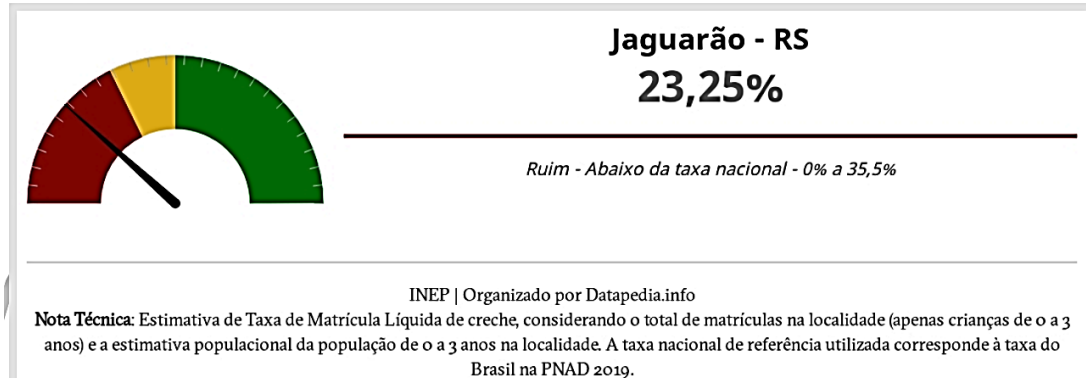 Jaguarão - RS
23,25%
Ruim - Abaixo da taxa nacional - 0% a 35,5%
INEP | Organizado por Datapedia.info
Nota Técnica: Estimativa de Taxa de Matrícula Líquida de creche, considerando o total de matrículas na localidade (apenas crianças de 0 a 3
anos) e a estimativa populacional da população de 0 a 3 anos na localidade. A taxa nacional de referência utilizada corresponde à taxa do
Brasil na PNAD 2019.